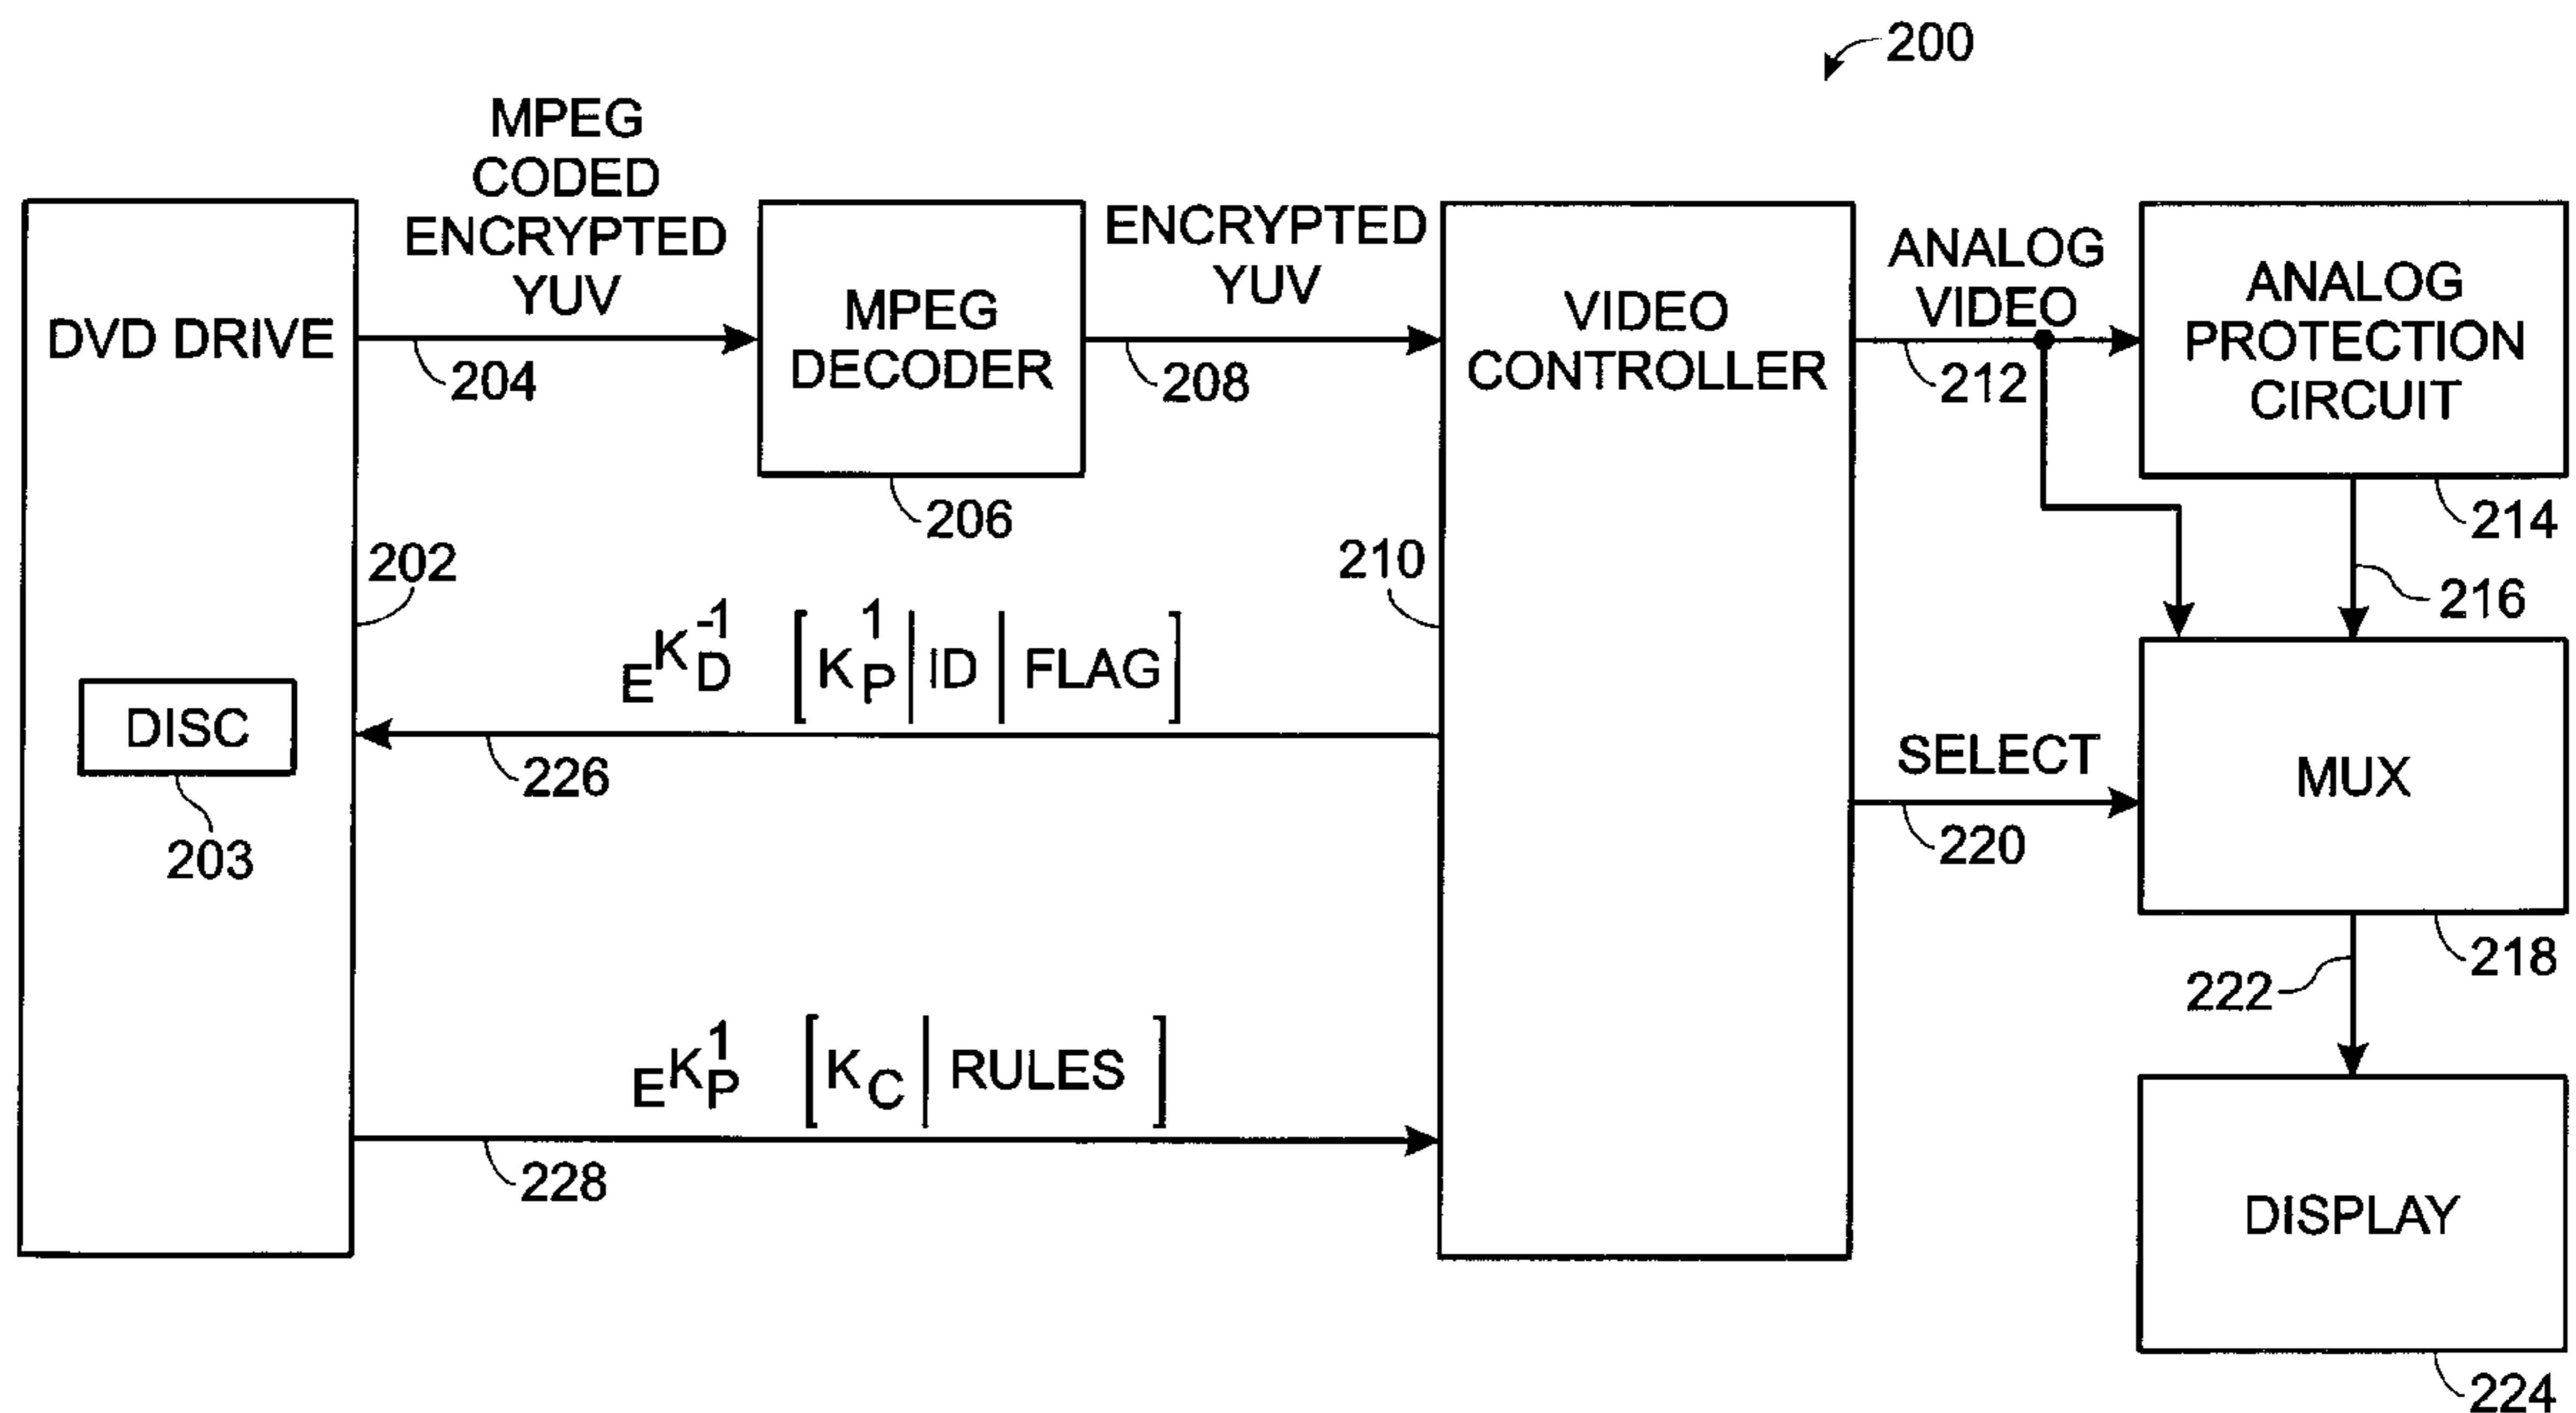 200
MPEG
CODED
ENCRYPTED
YUV
ENCRYPTED
YUV
ANALOG
VIDEO
DVD DRIVE
MPEG
DECODER
VIDEO
CONTROLLER
ANALOG
PROTECTION
CIRCUIT
204
208
212
206
214
202
210
216
E K D -1 [ K P 1 | ID | FLAG ]
DISC
226
203
SELECT
MUX
220
218
222
E K P 1 [ K C | RULES ]
228
DISPLAY
224